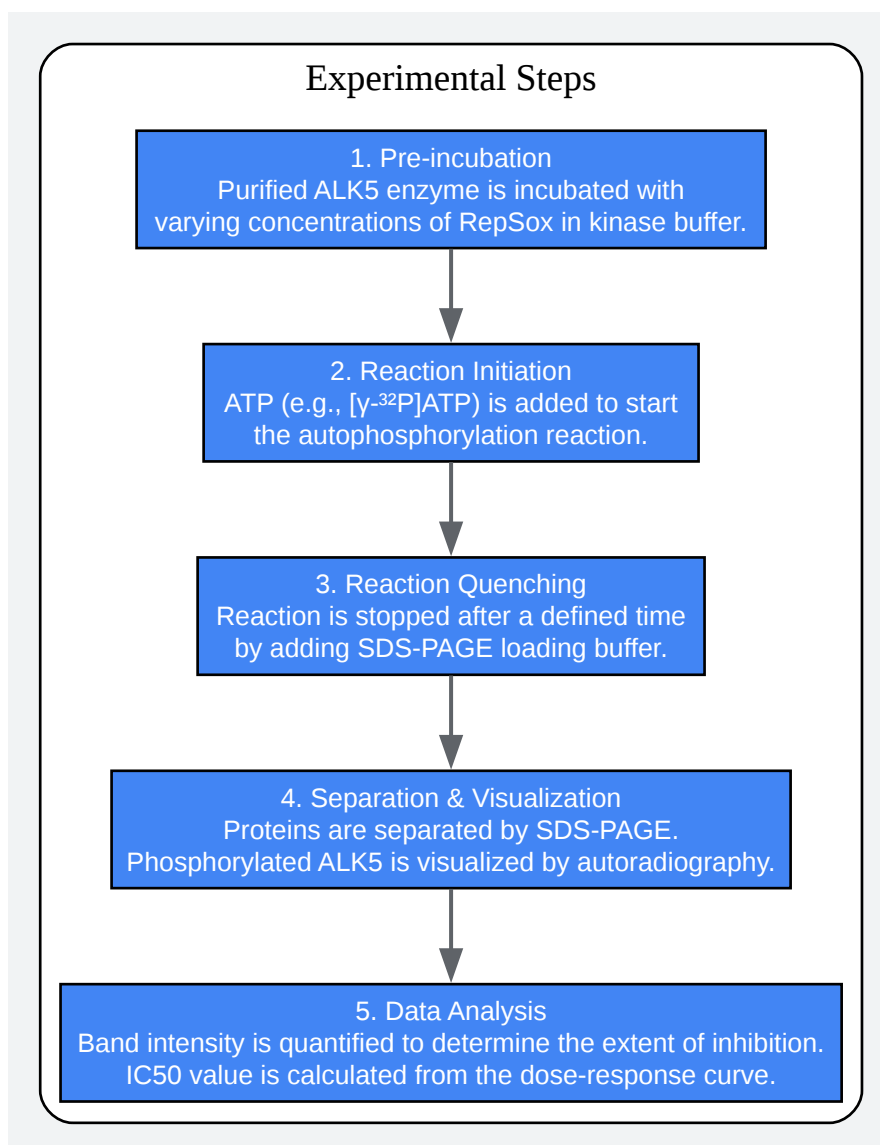 Experimental Steps
1. Pre-incubation
Purified ALK5 enzyme is incubated with
varying concentrations of RepSox in kinase buffer.
2. Reaction Initiation
ATP (e.g., [γ-³²P]ATP) is added to start
the autophosphorylation reaction.
3. Reaction Quenching
Reaction is stopped after a defined time
by adding SDS-PAGE loading buffer.
4. Separation & Visualization
Proteins are separated by SDS-PAGE.
Phosphorylated ALK5 is visualized by autoradiography.
5. Data Analysis
Band intensity is quantified to determine the extent of inhibition.
IC50 value is calculated from the dose-response curve.